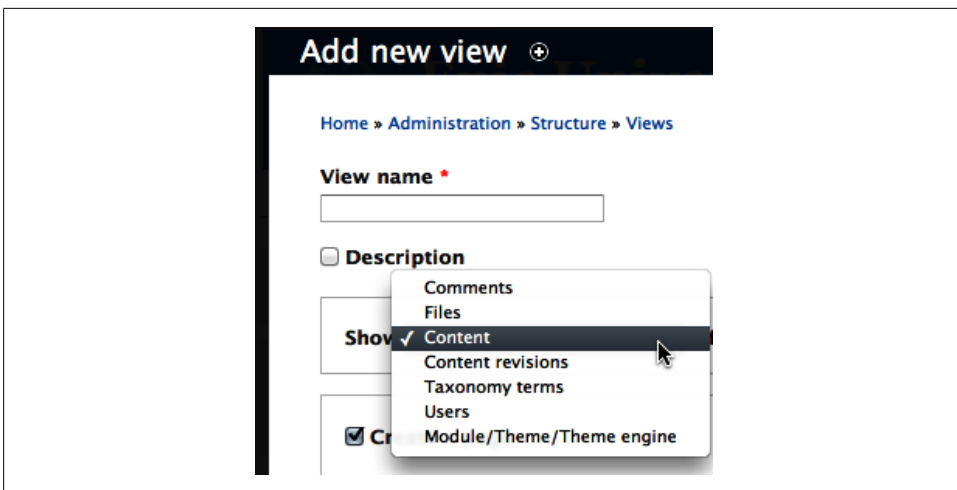 Add new view
Home » Administration » Structure » Views
View name *
Description
Comments
Files
Show ✓ Content
Content revisions
Taxonomy terms
Users
Module/Theme/Theme engine